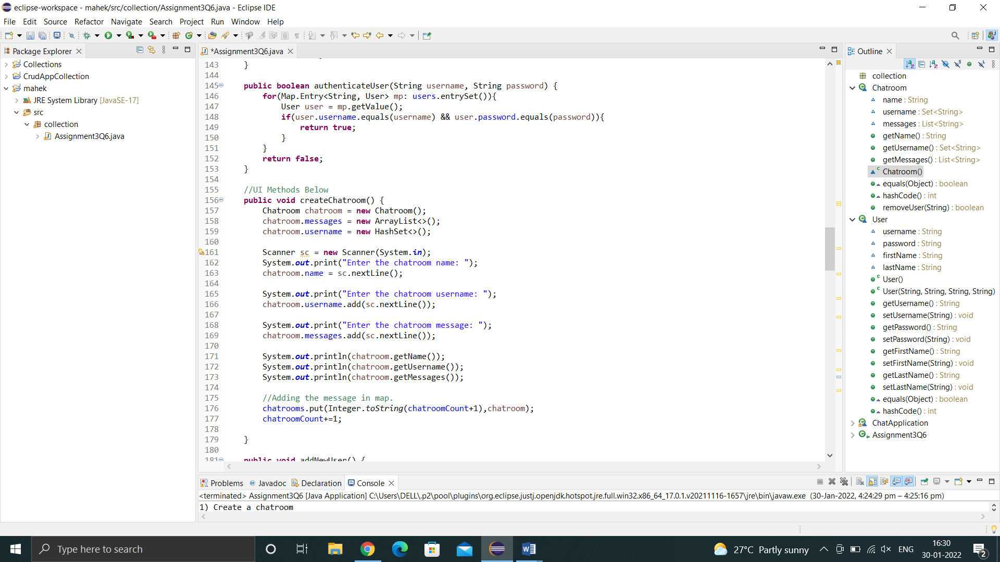 eclipse-workspace - mahek/src/collection/Assignment3Q6.java - Eclipse IDE
File Edit Source Refactor Navigate Search Project Run Window Help
Package Explorer
Collections
CrudAppCollection
mahek
JRE System Library [JavaSE-17]
src
collection
Assignment3Q6.java
*Assignment3Q6.java
143 }
144
145 public boolean authenticateUser(String username, String password) {
146 for(Map.Entry<String, User> mp: users.entrySet()){
147 User user = mp.getValue();
148 if(user.username.equals(username) && user.password.equals(password)){
149 return true;
150 }
151 }
152 return false;
153 }
154
155 //UI Methods Below
156 public void createChatroom() {
157 Chatroom chatroom = new Chatroom();
158 chatroom.messages = new ArrayList<>();
159 chatroom.username = new HashSet<>();
160
161 Scanner sc = new Scanner(System.in);
162 System.out.print("Enter the chatroom name: ");
163 chatroom.name = sc.nextLine();
164
165 System.out.print("Enter the chatroom username: ");
166 chatroom.username.add(sc.nextLine());
167
168 System.out.print("Enter the chatroom message: ");
169 chatroom.messages.add(sc.nextLine());
170
171 System.out.println(chatroom.getName());
172 System.out.println(chatroom.getUsername());
173 System.out.println(chatroom.getMessages());
174
175 //Adding the message in map.
176 chatrooms.put(Integer.toString(chatroomCount+1),chatroom);
177 chatroomCount+=1;
178
179 }
180
181 public void addNewUser() {
Outline
collection
Chatroom
name : String
username : Set<String>
messages : List<String>
getName() : String
getUsername() : Set<String>
getMessages() : List<String>
Chatroom()
equals(Object) : boolean
hashCode() : int
removeUser(String) : boolean
User
username : String
password : String
firstName : String
lastName : String
User()
User(String, String, String, String)
getUsername() : String
setUsername(String) : void
getPassword() : String
setPassword(String) : void
getFirstName() : String
setFirstName(String) : void
getLastName() : String
setLastName(String) : void
equals(Object) : boolean
hashCode() : int
ChatApplication
Assignment3Q6
Problems Javadoc Declaration Console
<terminated> Assignment3Q6 [Java Application] C:\Users\DELL\.p2\pool\plugins\org.eclipse.justj.openjdk.hotspot.jre.full.win32.x86_64_17.0.1.v20211116-1657\jre\bin\javaw.exe (30-Jan-2022, 4:24:29 pm – 4:25:16 pm)
1) Create a chatroom
Type here to search
27°C Partly sunny
ENG
16:30
30-01-2022
2